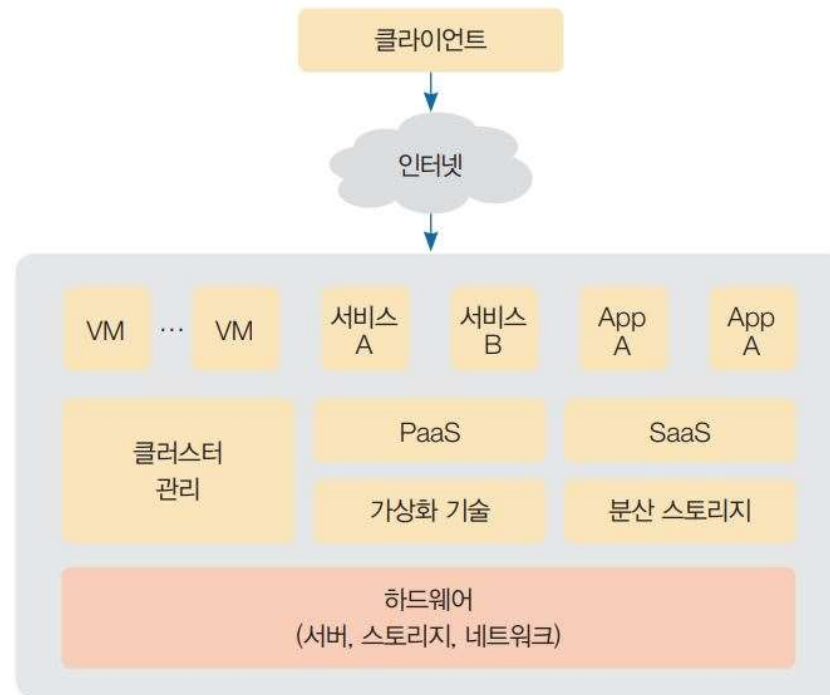 클라이언트
인터넷
VM … VM
서비스
A
서비스
B
App
A
App
A
클러스터
관리
PaaS
SaaS
가상화 기술
분산 스토리지
하드웨어
(서버, 스토리지, 네트워크)